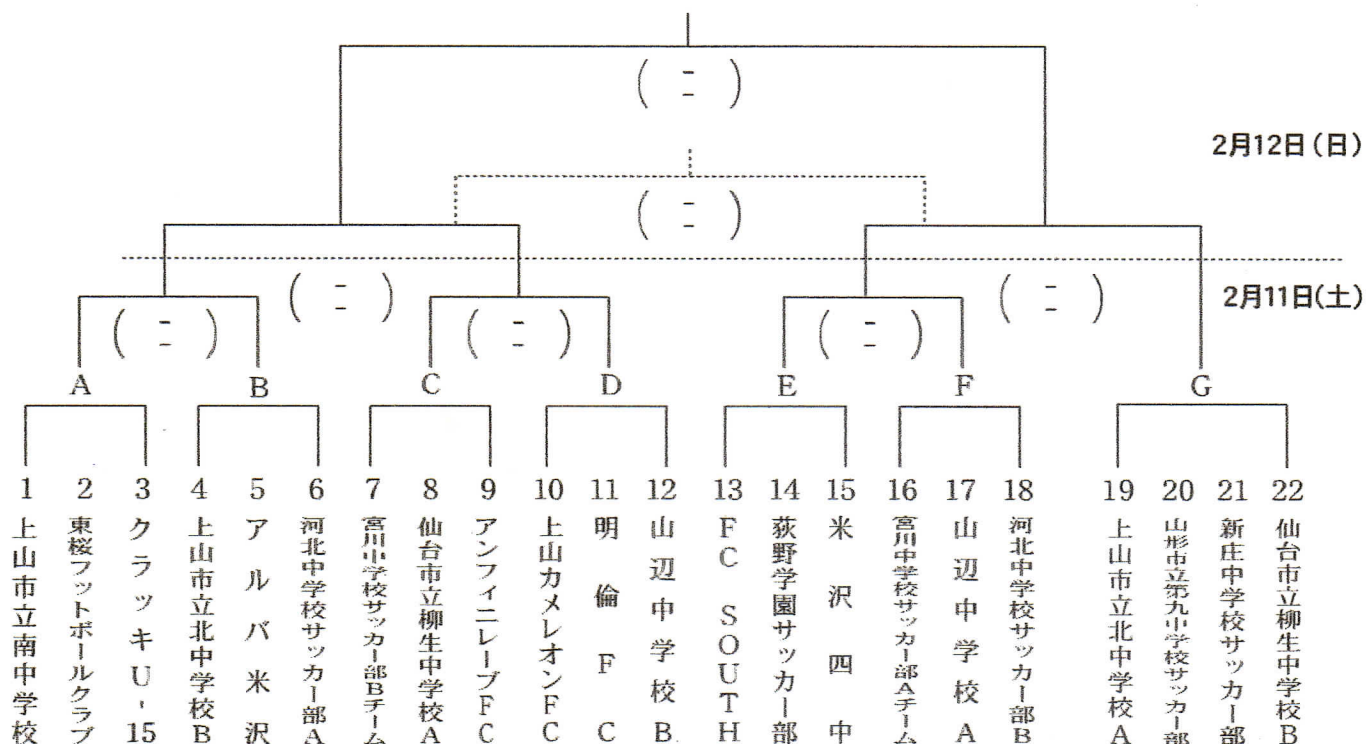 ( - - )
2月12日(日)
( - - )
( - - )
( - - )
2月11日(土)
( - - )
( - - )
( - - )
A
B
C
D
E
F
G
1 上山市立南中学校
2 東桜フットボールクラブ
3 クラッキU-15
4 上山市立北中学校B
5 アルバ米沢
6 河北中学校サッカー部A
7 宮川中学校サッカー部Bチーム
8 仙台市立柳生中学校A
9 アンフィニレーブFC
10 上山カメレオンFC
11 明倫FC
12 山辺中学校B
13 FC SOUTH
14 荻野学園サッカー部
15 米沢四中
16 宮川中学校サッカー部Aチーム
17 山辺中学校A
18 河北中学校サッカー部B
19 上山市立北中学校A
20 山形市立第九中学校サッカー部
21 新庄中学校サッカー部
22 仙台市立柳生中学校B